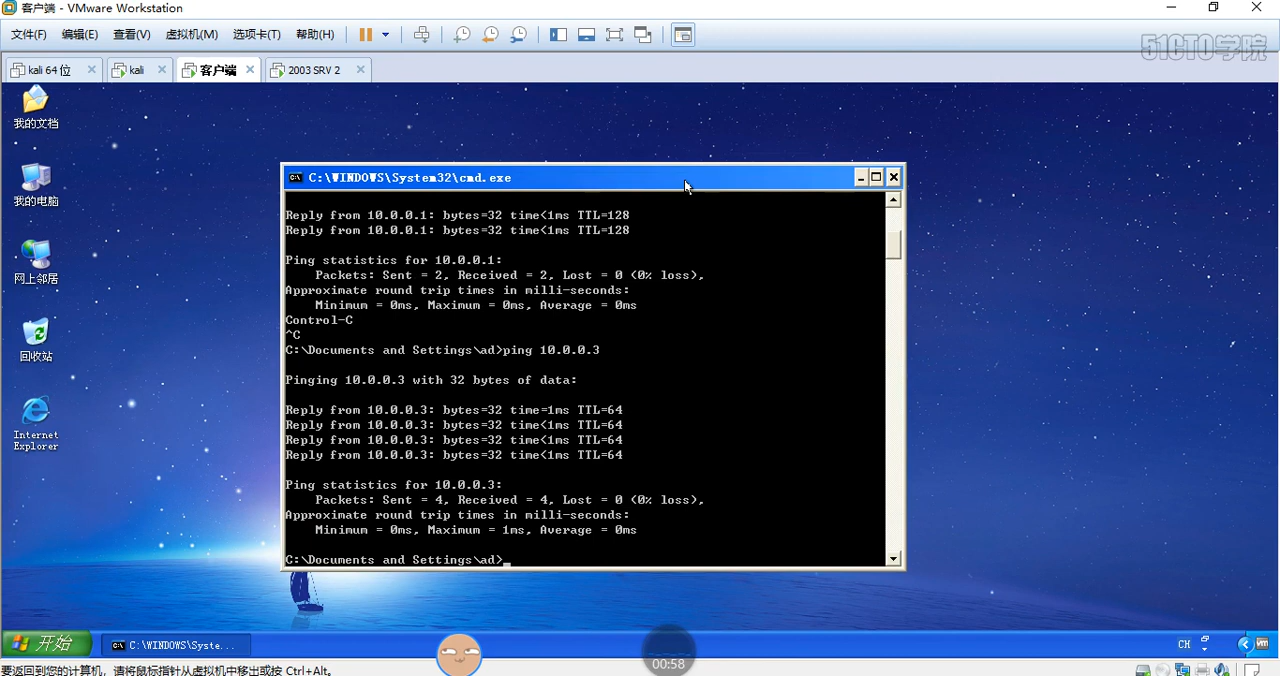 客户端 - VMware Workstation
文件(F) 编辑(E) 查看(V) 虚拟机(M) 选项卡(T) 帮助(H)
51CTO学院
kali 64 位 kali 客户端 2003 SRV 2
我的文档
我的电脑
网上邻居
回收站
Internet
Explorer
C:\WINDOWS\System32\cmd.exe
Reply from 10.0.0.1: bytes=32 time<1ms TTL=128
Reply from 10.0.0.1: bytes=32 time<1ms TTL=128
Ping statistics for 10.0.0.1:
Packets: Sent = 2, Received = 2, Lost = 0 (0% loss),
Approximate round trip times in milli-seconds:
Minimum = 0ms, Maximum = 0ms, Average = 0ms
Control-C
^C
C:\Documents and Settings\ad>ping 10.0.0.3
Pinging 10.0.0.3 with 32 bytes of data:
Reply from 10.0.0.3: bytes=32 time=1ms TTL=64
Reply from 10.0.0.3: bytes=32 time<1ms TTL=64
Reply from 10.0.0.3: bytes=32 time<1ms TTL=64
Reply from 10.0.0.3: bytes=32 time<1ms TTL=64
Ping statistics for 10.0.0.3:
Packets: Sent = 4, Received = 4, Lost = 0 (0% loss),
Approximate round trip times in milli-seconds:
Minimum = 0ms, Maximum = 1ms, Average = 0ms
C:\Documents and Settings\ad>_
开始 C:\WINDOWS\Syste... CH
00:58
要返回到您的计算机，请将鼠标指针从虚拟机中移出或按 Ctrl+Alt。